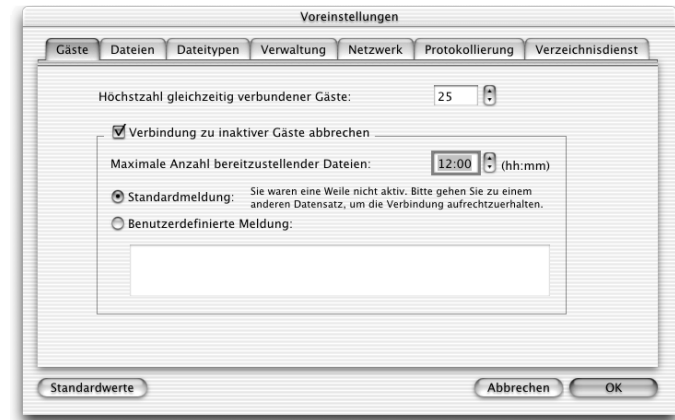 Voreinstellungen
Gäste Dateien Dateitypen Verwaltung Netzwerk Protokollierung Verzeichnisdienst
Höchstzahl gleichzeitig verbundener Gäste: 25
Verbindung zu inaktiver Gäste abbrechen
Maximale Anzahl bereitzustellender Dateien: 12:00 (hh:mm)
Standardmeldung: Sie waren eine Weile nicht aktiv. Bitte gehen Sie zu einem
anderen Datensatz, um die Verbindung aufrechtzuerhalten.
Benutzerdefinierte Meldung:
Standardwerte Abbrechen OK